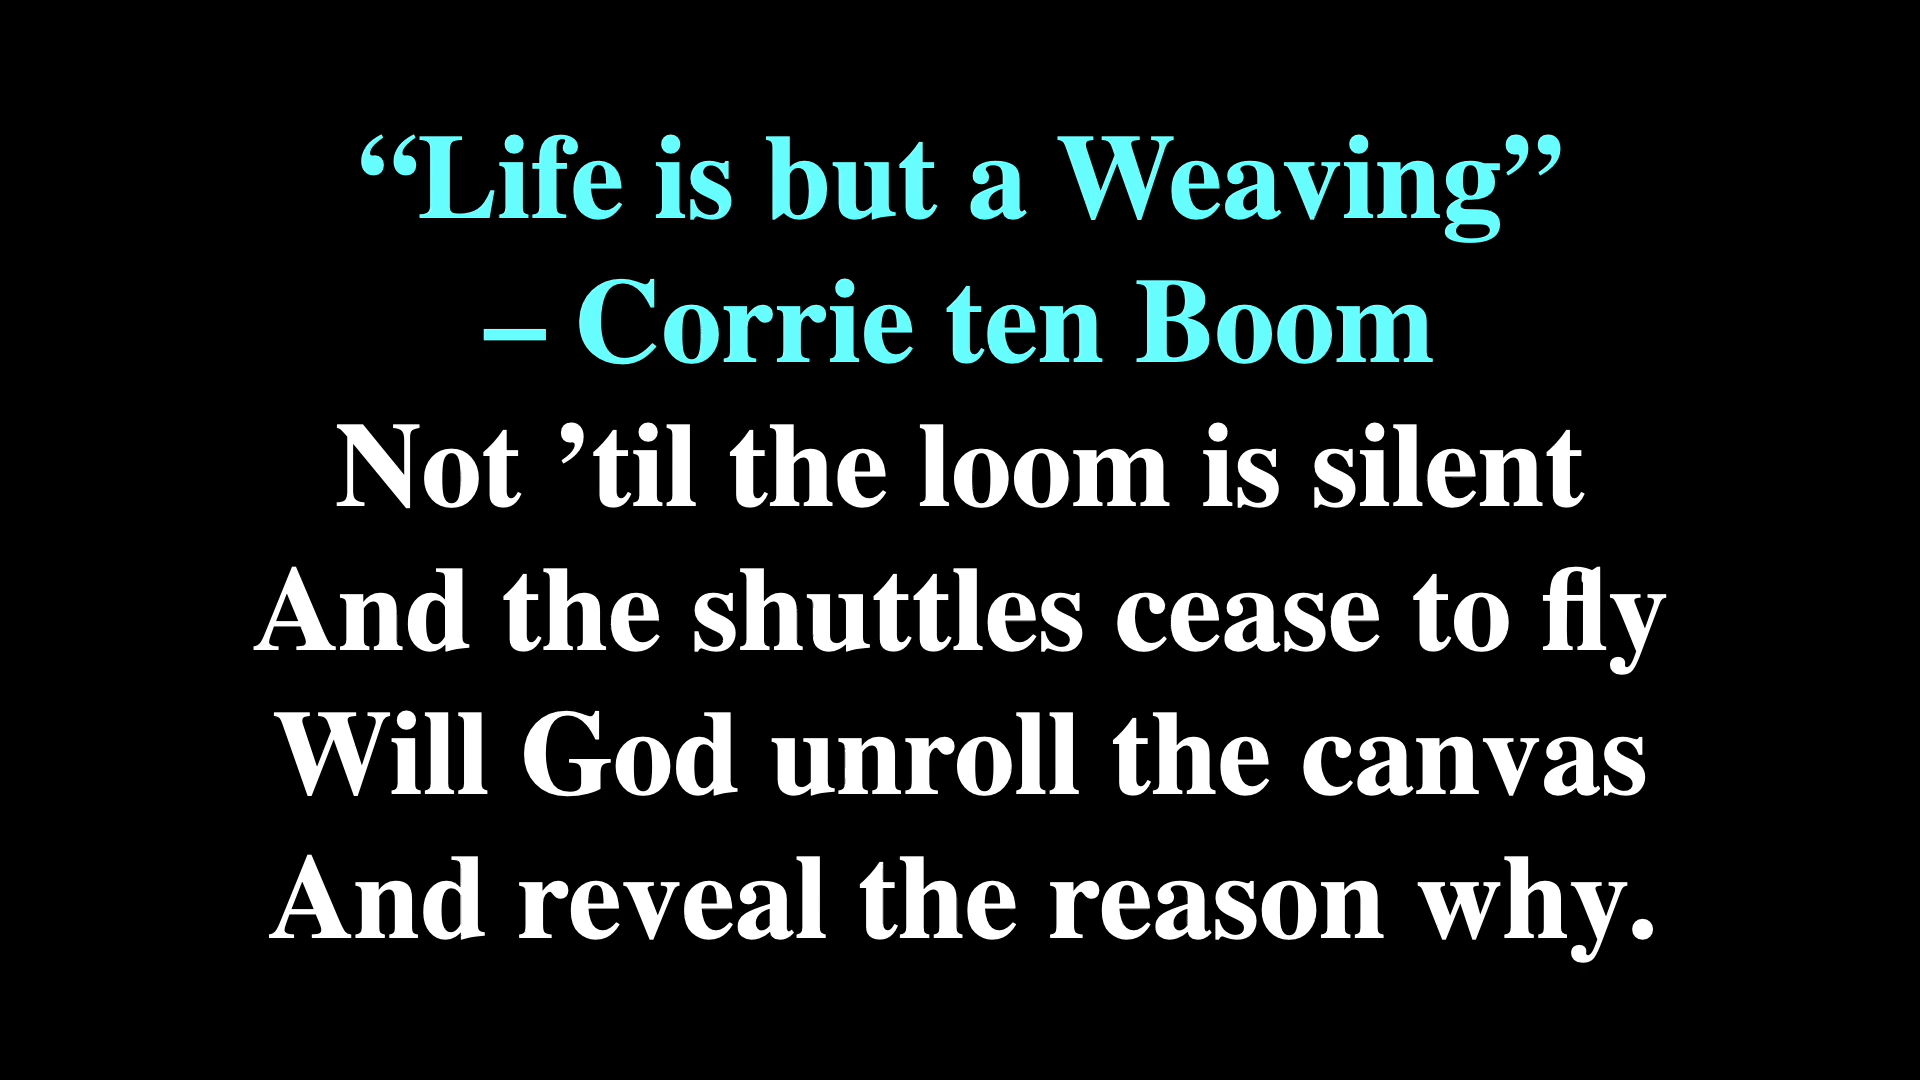 “Life is but a Weaving”
– Corrie ten Boom
Not ’til the loom is silent
And the shuttles cease to fly
Will God unroll the canvas
And reveal the reason why.